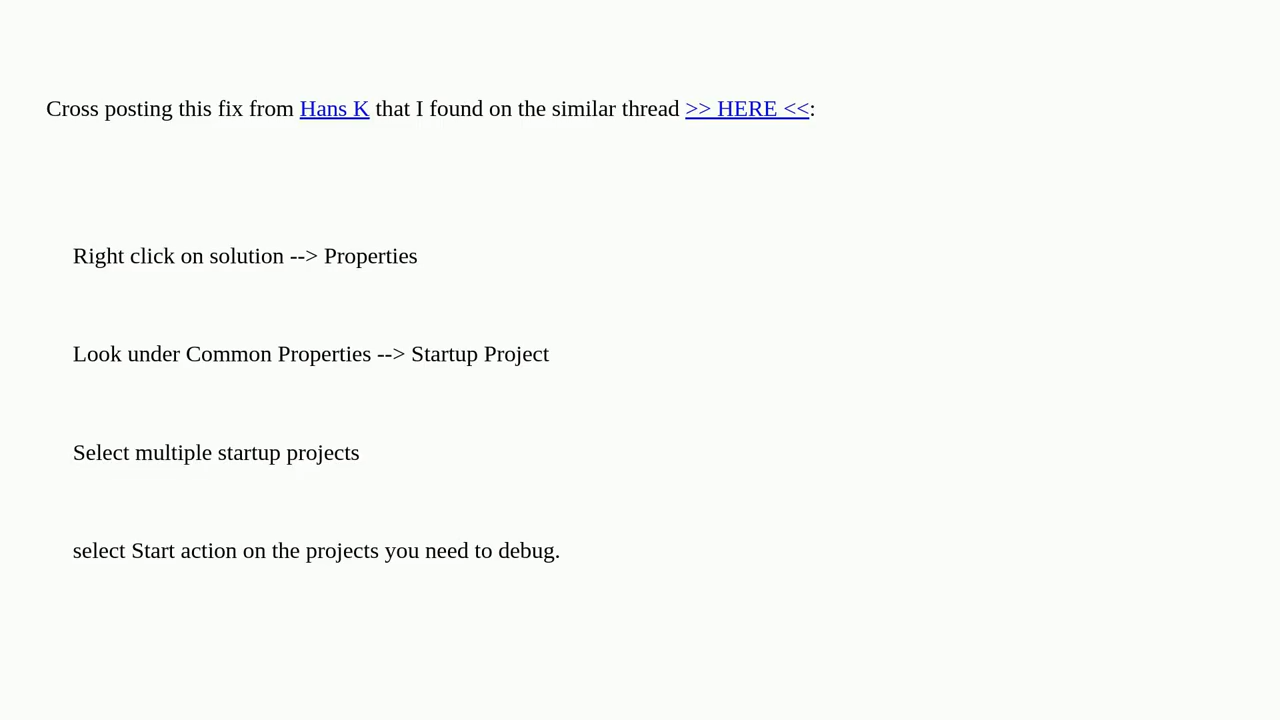 Cross posting this fix from Hans K that I found on the similar thread >> HERE <<:
Right click on solution --> Properties
Look under Common Properties --> Startup Project
Select multiple startup projects
select Start action on the projects you need to debug.